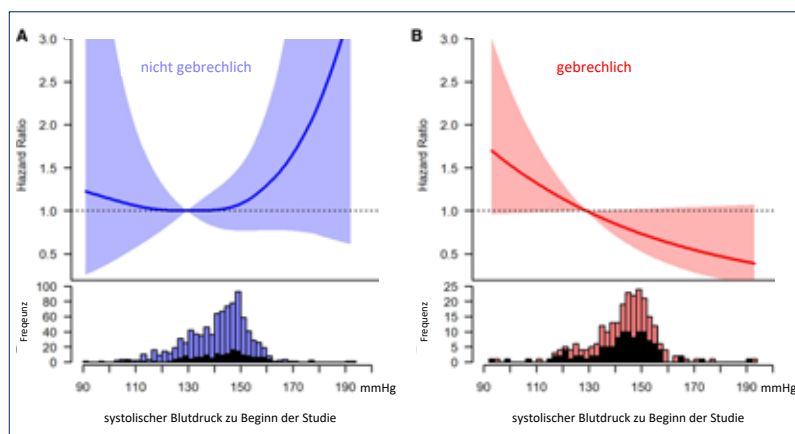 A
nicht gebrechlich
Hazard Ratio
3.0
2.5
2.0
1.5
1.0
0.5
Frequenz
100
80
60
40
20
0
90 110 130 150 170 190 mmHg
systolischer Blutdruck zu Beginn der Studie
B
gebrechlich
Hazard Ratio
3.0
2.5
2.0
1.5
1.0
0.5
Frequenz
25
20
15
10
5
0
90 110 130 150 170 190 mmHg
systolischer Blutdruck zu Beginn der Studie